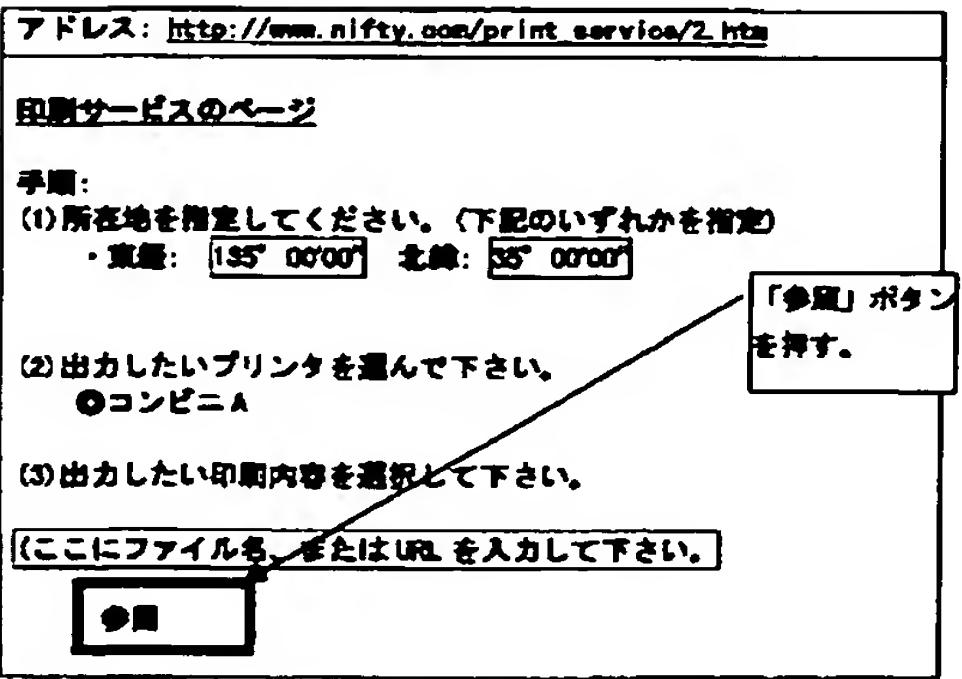 アドレス: http://www.nifty.com/print_service/2.htm
印刷サービスのページ
手順:
(1)所在地を指定してください。(下記のいずれかを指定)
・東経: 135° 00'00" 北緯: 35° 00'00"
「参照」ボタン
を押す。
(2)出力したいプリンタを選んで下さい。
◎コンビニA
(3)出力したい印刷内容を選択して下さい。
(ここにファイル名、またはURLを入力して下さい。
参照